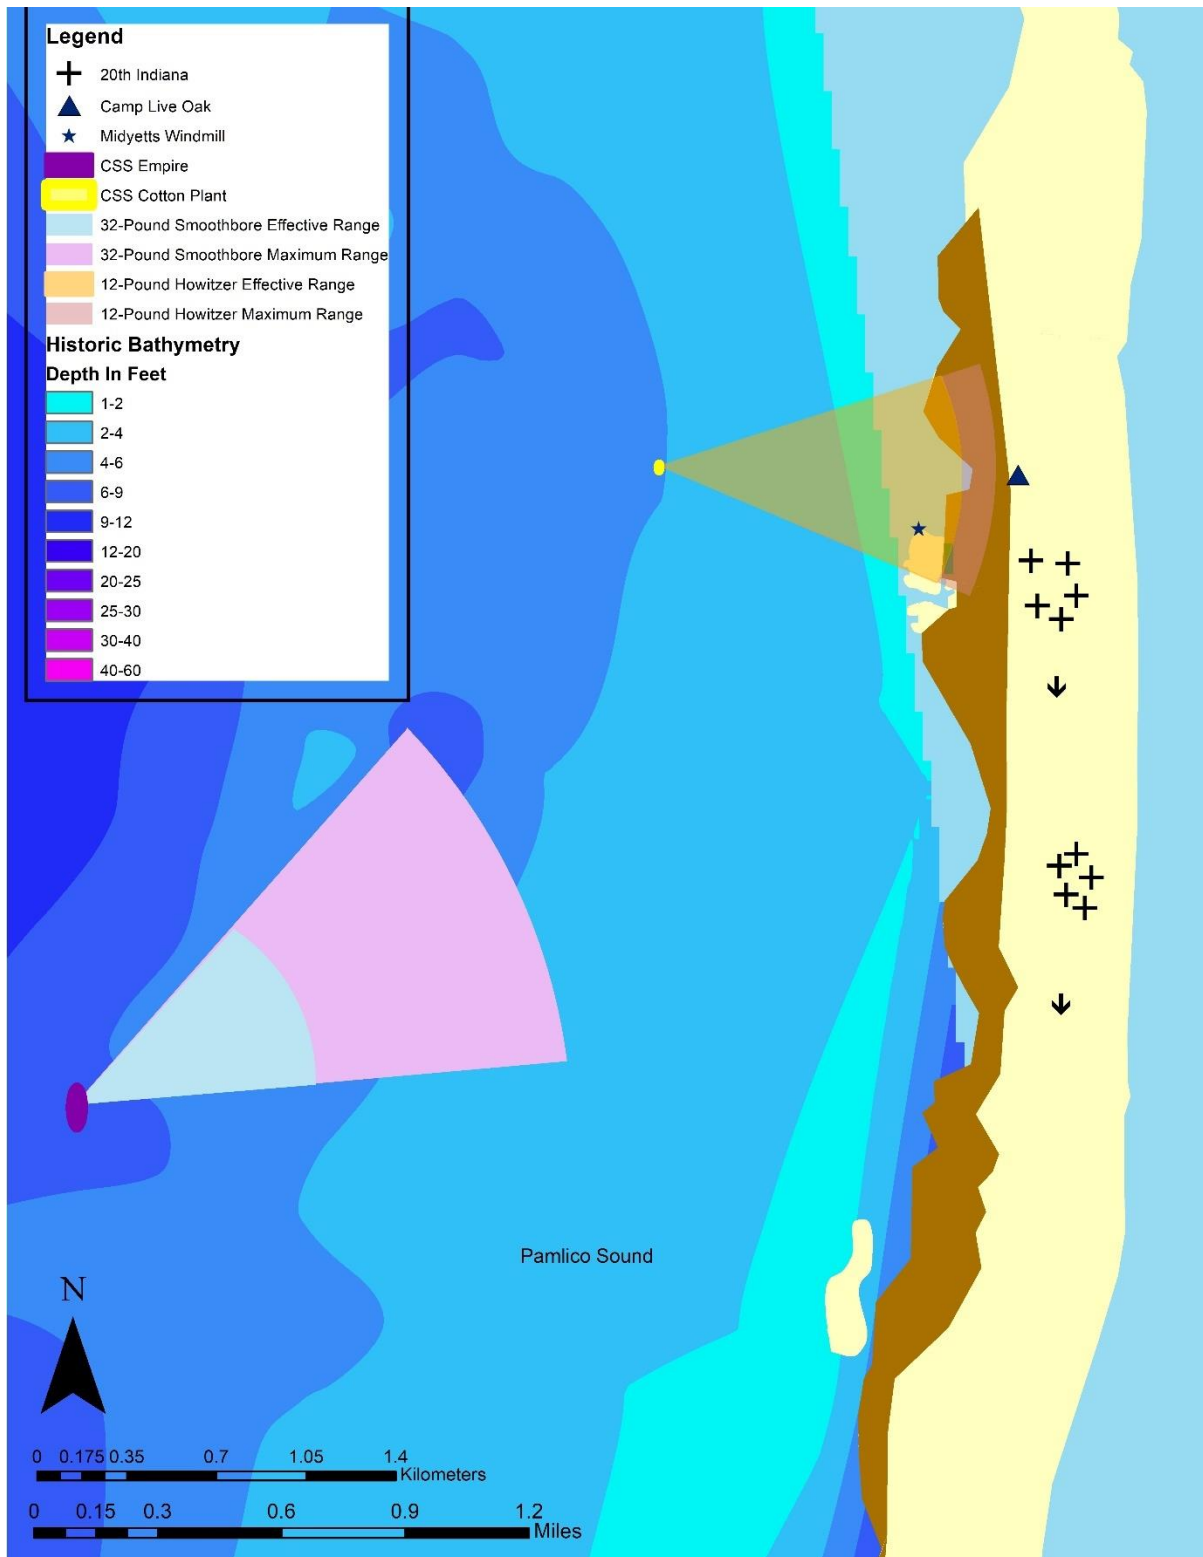 Legend
20th Indiana
Camp Live Oak
Midyetts Windmill
CSS Empire
CSS Cotton Plant
32-Pound Smoothbore Effective Range
32-Pound Smoothbore Maximum Range
12-Pound Howitzer Effective Range
12-Pound Howitzer Maximum Range
Historic Bathymetry
Depth In Feet
1-2
2-4
4-6
6-9
9-12
12-20
20-25
25-30
30-40
40-60
Pamlico Sound
N
0 0.175 0.35 0.7 1.05 1.4
Kilometers
0 0.15 0.3 0.6 0.9 1.2
Miles